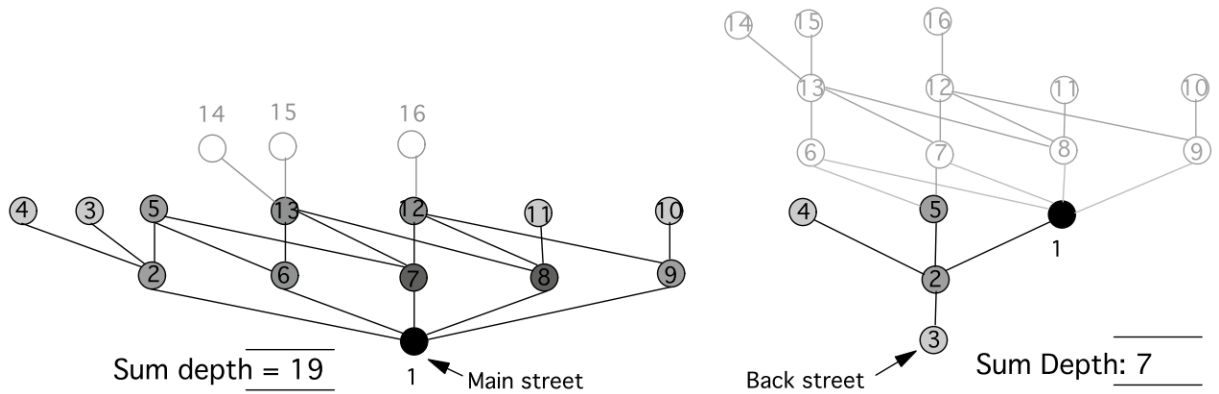 14 15 16
4 3 5 13 12 11 10
2 6 7 8 9
1
Sum depth = 19
Main street
14 15 16
13 12 11 10
6 7 8 9
4 5
1
2
3
Back street
Sum Depth: 7